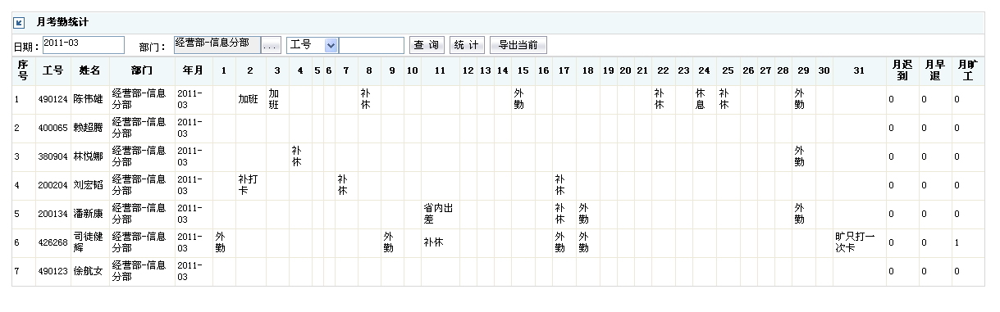 月考勤统计
日期： 2011-03 部门： 经营部-信息分部 ... 工号 查 询 统 计 导出当前
序号 工号 姓名 部门 年月 1 2 3 4 5 6 7 8 9 10 11 12 13 14 15 16 17 18 19 20 21 22 23 24 25 26 27 28 29 30 31 月迟到 月早退 月旷工
1 490124 陈伟雄 经营部-信息分部 2011-03 加班 加班 补休 外勤 补休 休息 补休 外勤 0 0 0
2 400065 赖超腾 经营部-信息分部 2011-03 0 0 0
3 380904 林悦娜 经营部-信息分部 2011-03 补休 外勤 0 0 0
4 200204 刘宏韬 经营部-信息分部 2011-03 补打卡 补休 补休 0 0 0
5 200134 潘新康 经营部-信息分部 2011-03 省内出差 补休 外勤 外勤 0 0 0
6 426268 司徒健辉 经营部-信息分部 2011-03 外勤 外勤 补休 外勤 外勤 旷只打一次卡 0 0 1
7 490123 徐航女 经营部-信息分部 2011-03 0 0 0